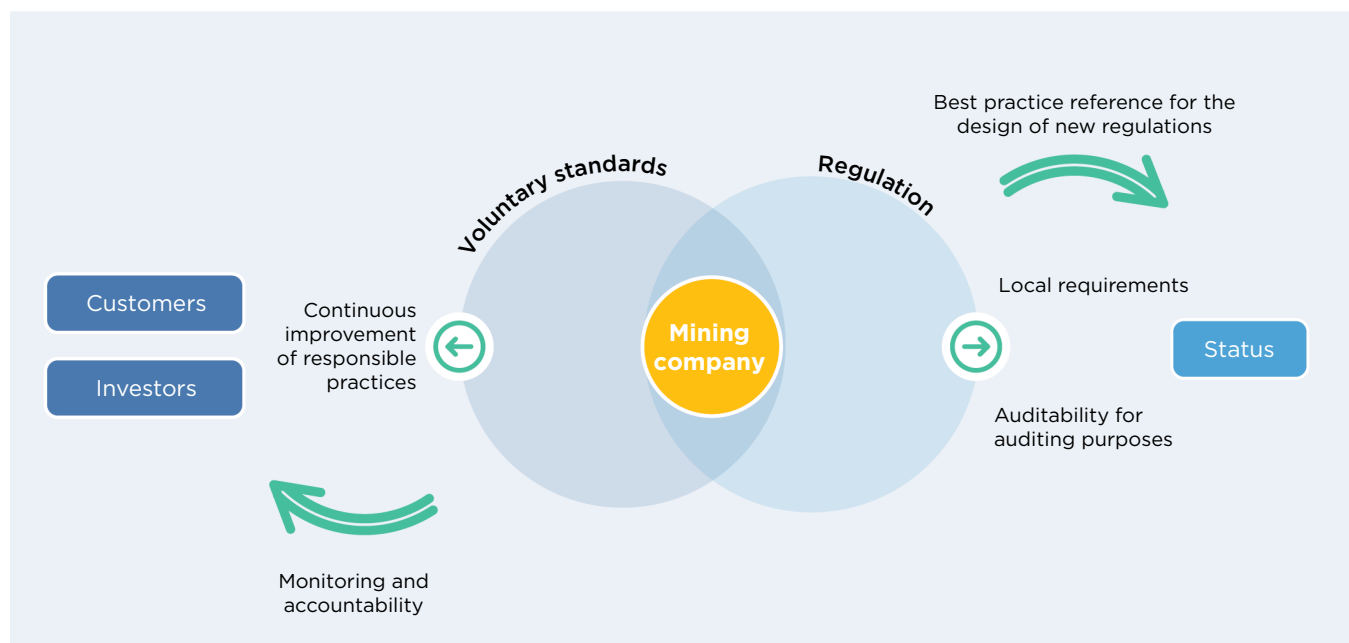 Best practice reference for the
design of new regulations
Voluntary standards
Regulation
Customers
Investors
Continuous
improvement
of responsible
practices
Mining
company
Local requirements
Status
Auditability for
auditing purposes
Monitoring and
accountability